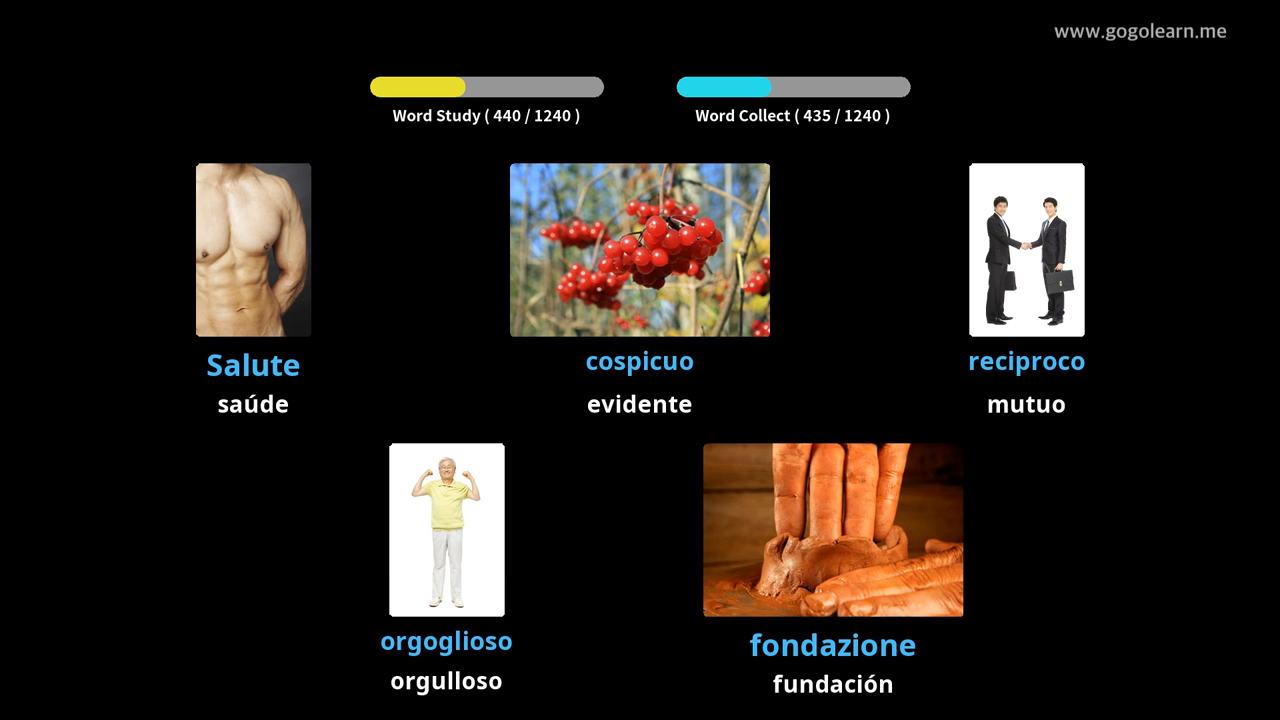 www.gogolearn.me
Word Study ( 440 / 1240 )
Word Collect ( 435 / 1240 )
Salute
saúde
cospicuo
evidente
reciproco
mutuo
orgoglioso
orgulloso
fondazione
fundación